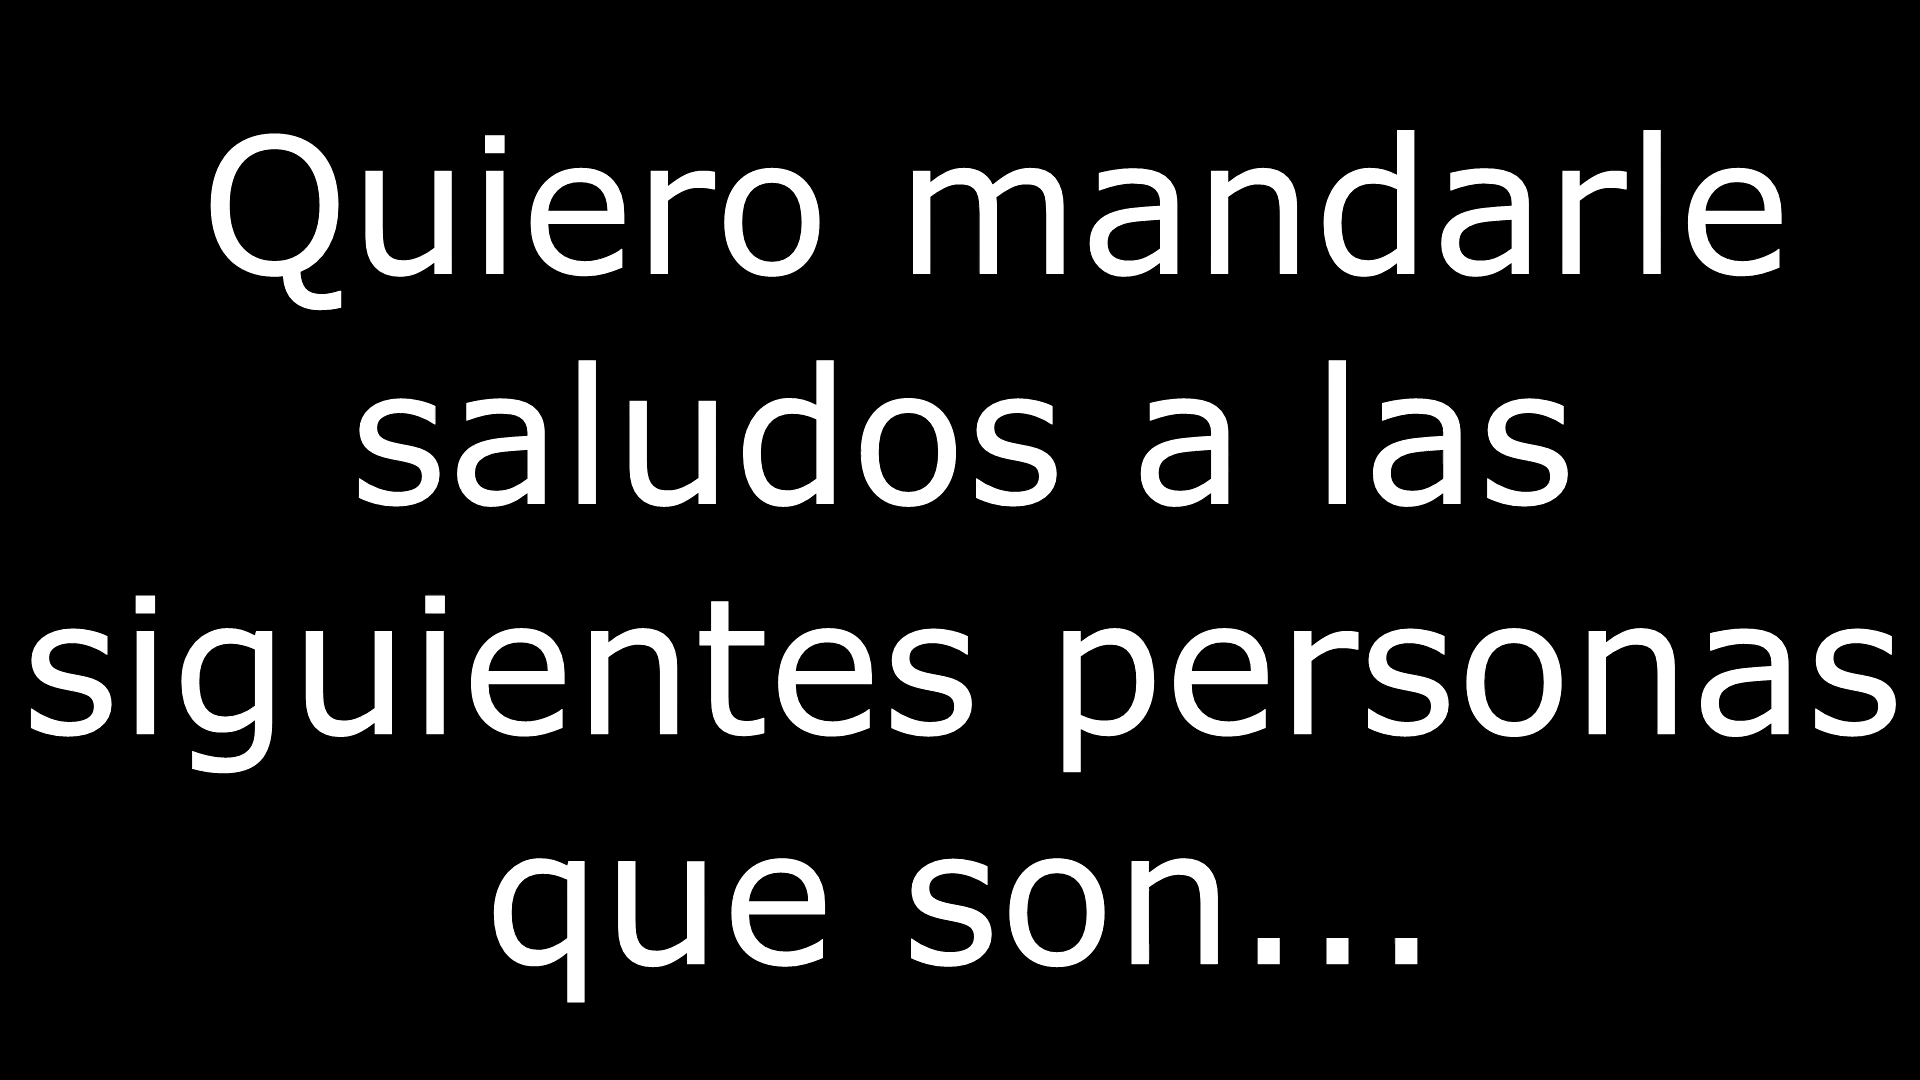 Quiero mandarle
saludos a las
siguientes personas
que son...